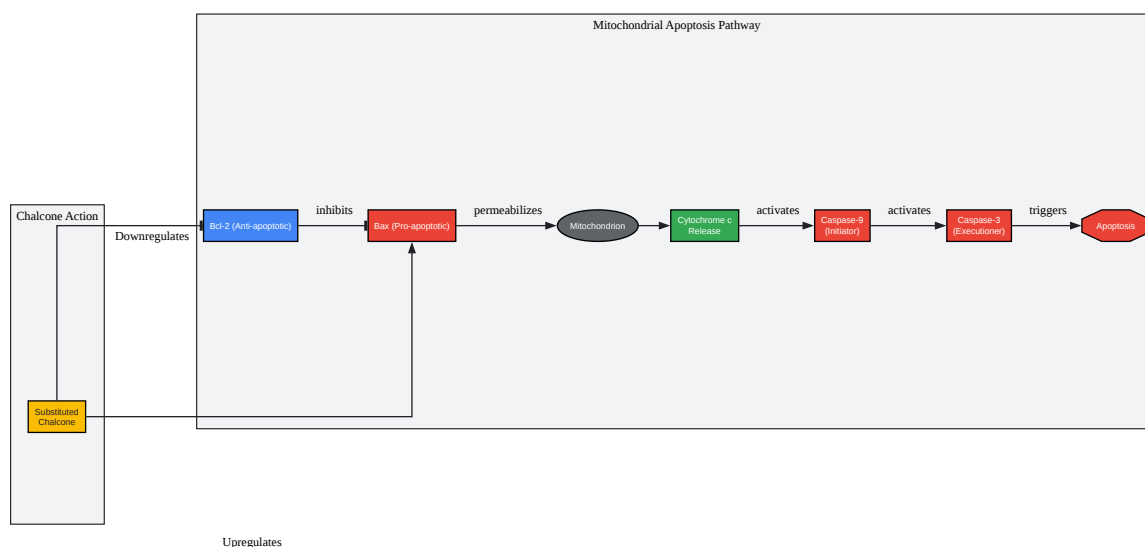 Mitochondrial Apoptosis Pathway
Chalcone Action
Downregulates
Bcl-2 (Anti-apoptotic)
inhibits
Bax (Pro-apoptotic)
permeabilizes
Mitochondrion
Cytochrome c
Release
activates
Caspase-9
(Initiator)
activates
Caspase-3
(Executioner)
triggers
Apoptosis
Substituted
Chalcone
Upregulates